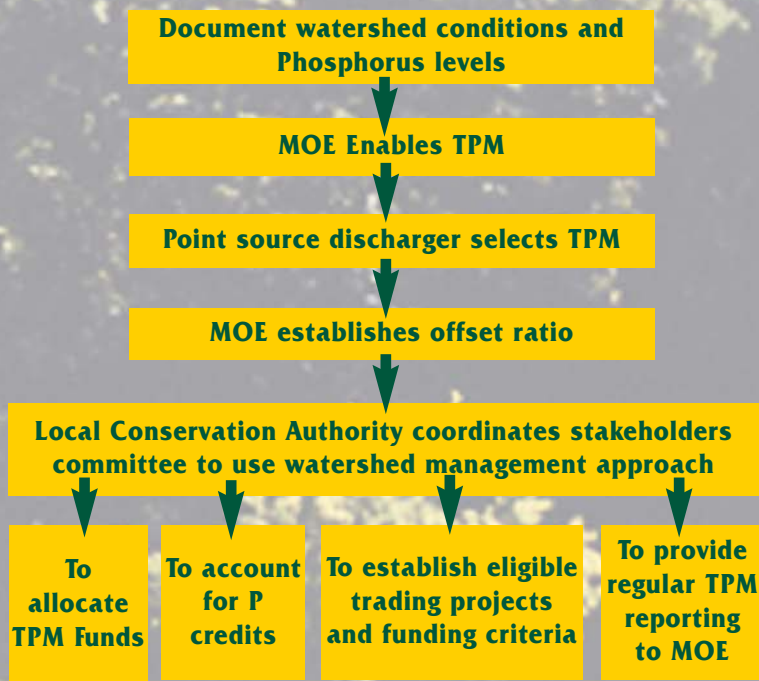 Document watershed conditions and
Phosphorus levels
MOE Enables TPM
Point source discharger selects TPM
MOE establishes offset ratio
Local Conservation Authority coordinates stakeholders
committee to use watershed management approach
To
allocate
TPM Funds
To account
for P
credits
To establish eligible
trading projects
and funding criteria
To provide
regular TPM
reporting
to MOE